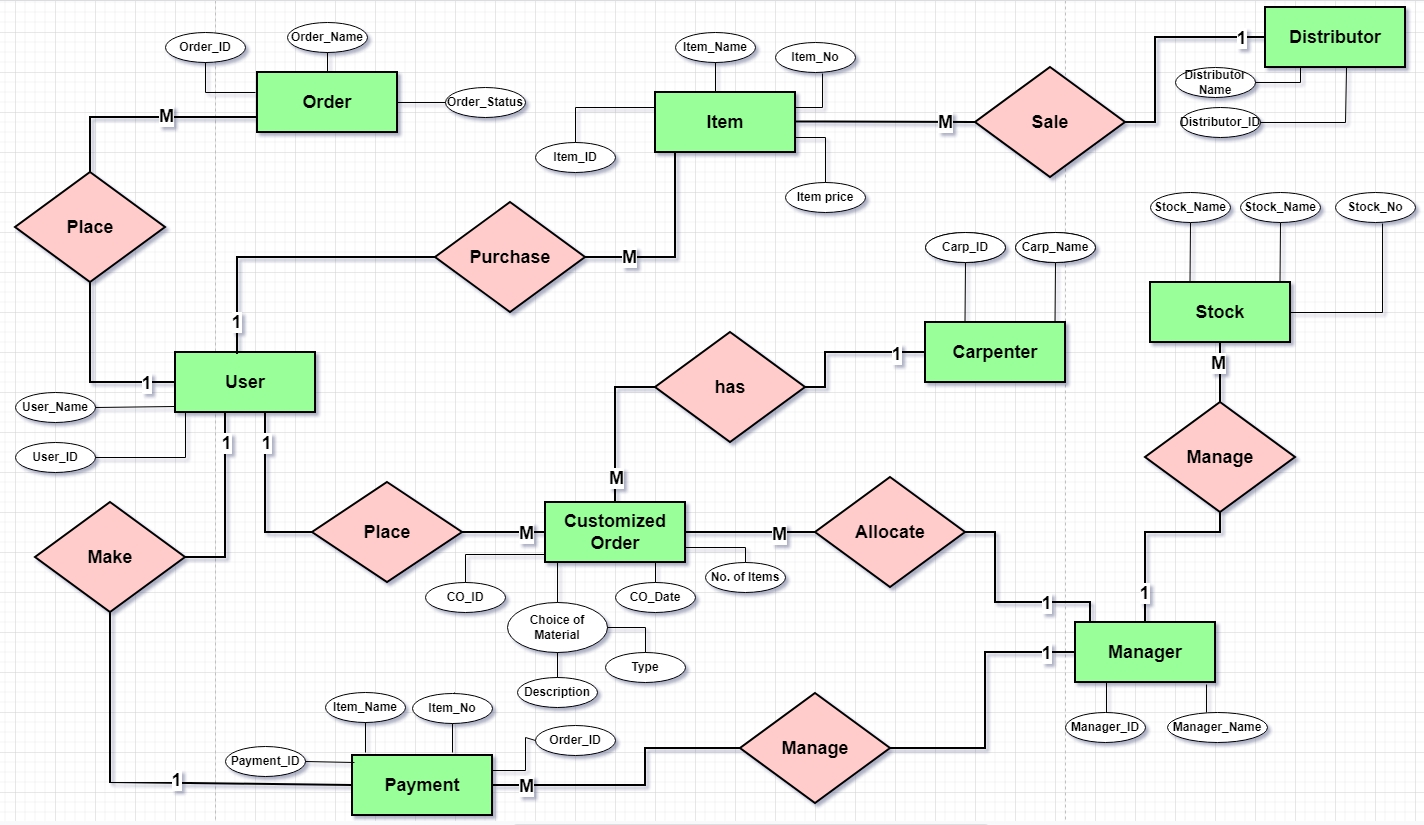 Order_Name
Order_ID
Order
Order_Status
M
Place
1
Item_Name
Item_No
Item
Item_ID
Item price
M
Sale
1
Distributor
Distributor
Name
Distributor_ID
Purchase
M
1
User
User_Name
User_ID
1
1
Carp_ID
Carp_Name
Carpenter
1
has
M
Stock_Name
Stock_Name
Stock_No
Stock
M
Manage
1
Make
Place
M
Customized
Order
M
Allocate
1
CO_ID
Choice of
Material
CO_Date
No. of Items
Type
Description
1
Manager
Manager_ID
Manager_Name
Item_Name
Item_No
Order_ID
Payment_ID
Payment
1
M
Manage